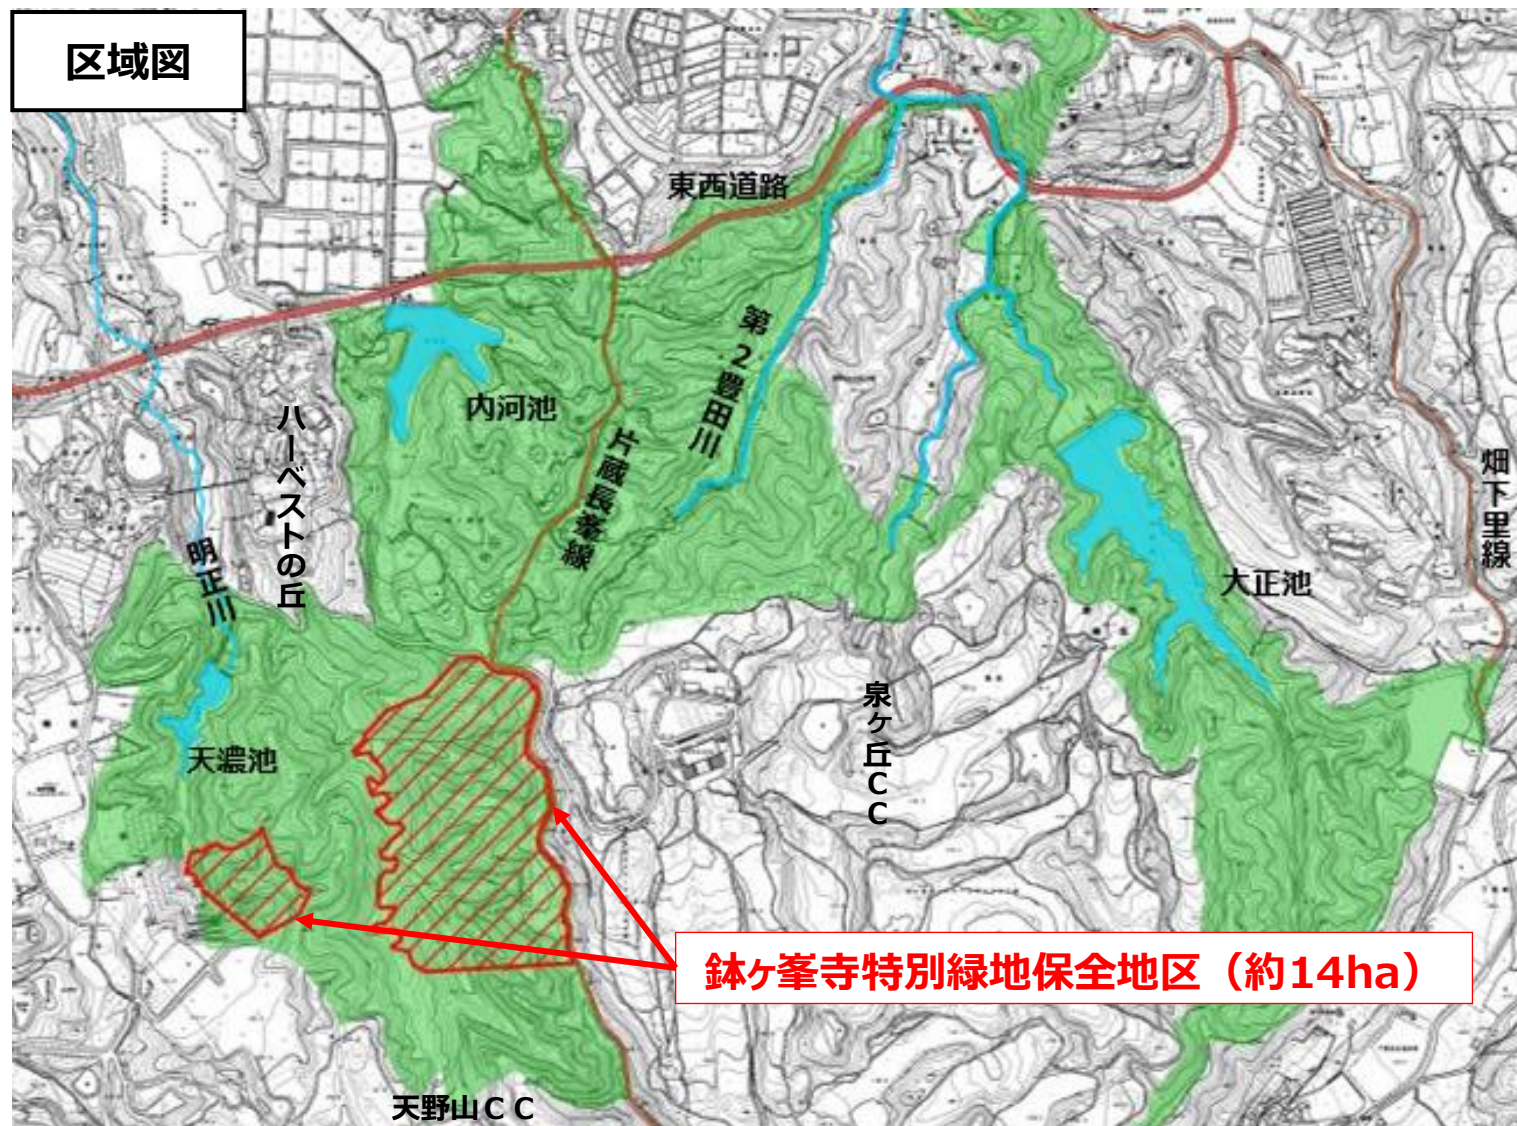 区域図
東西道路
第2豊田川
内河池
片蔵長峯線
ハーベストの丘
明正川
畑下里線
大正池
泉ヶ丘CC
天濃池
鉢ヶ峯寺特別緑地保全地区（約14ha）
天野山CC